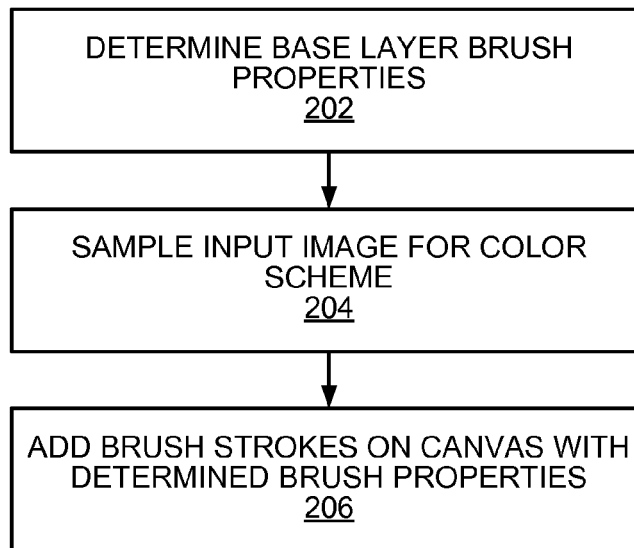 DETERMINE BASE LAYER BRUSH
PROPERTIES
202
SAMPLE INPUT IMAGE FOR COLOR
SCHEME
204
ADD BRUSH STROKES ON CANVAS WITH
DETERMINED BRUSH PROPERTIES
206